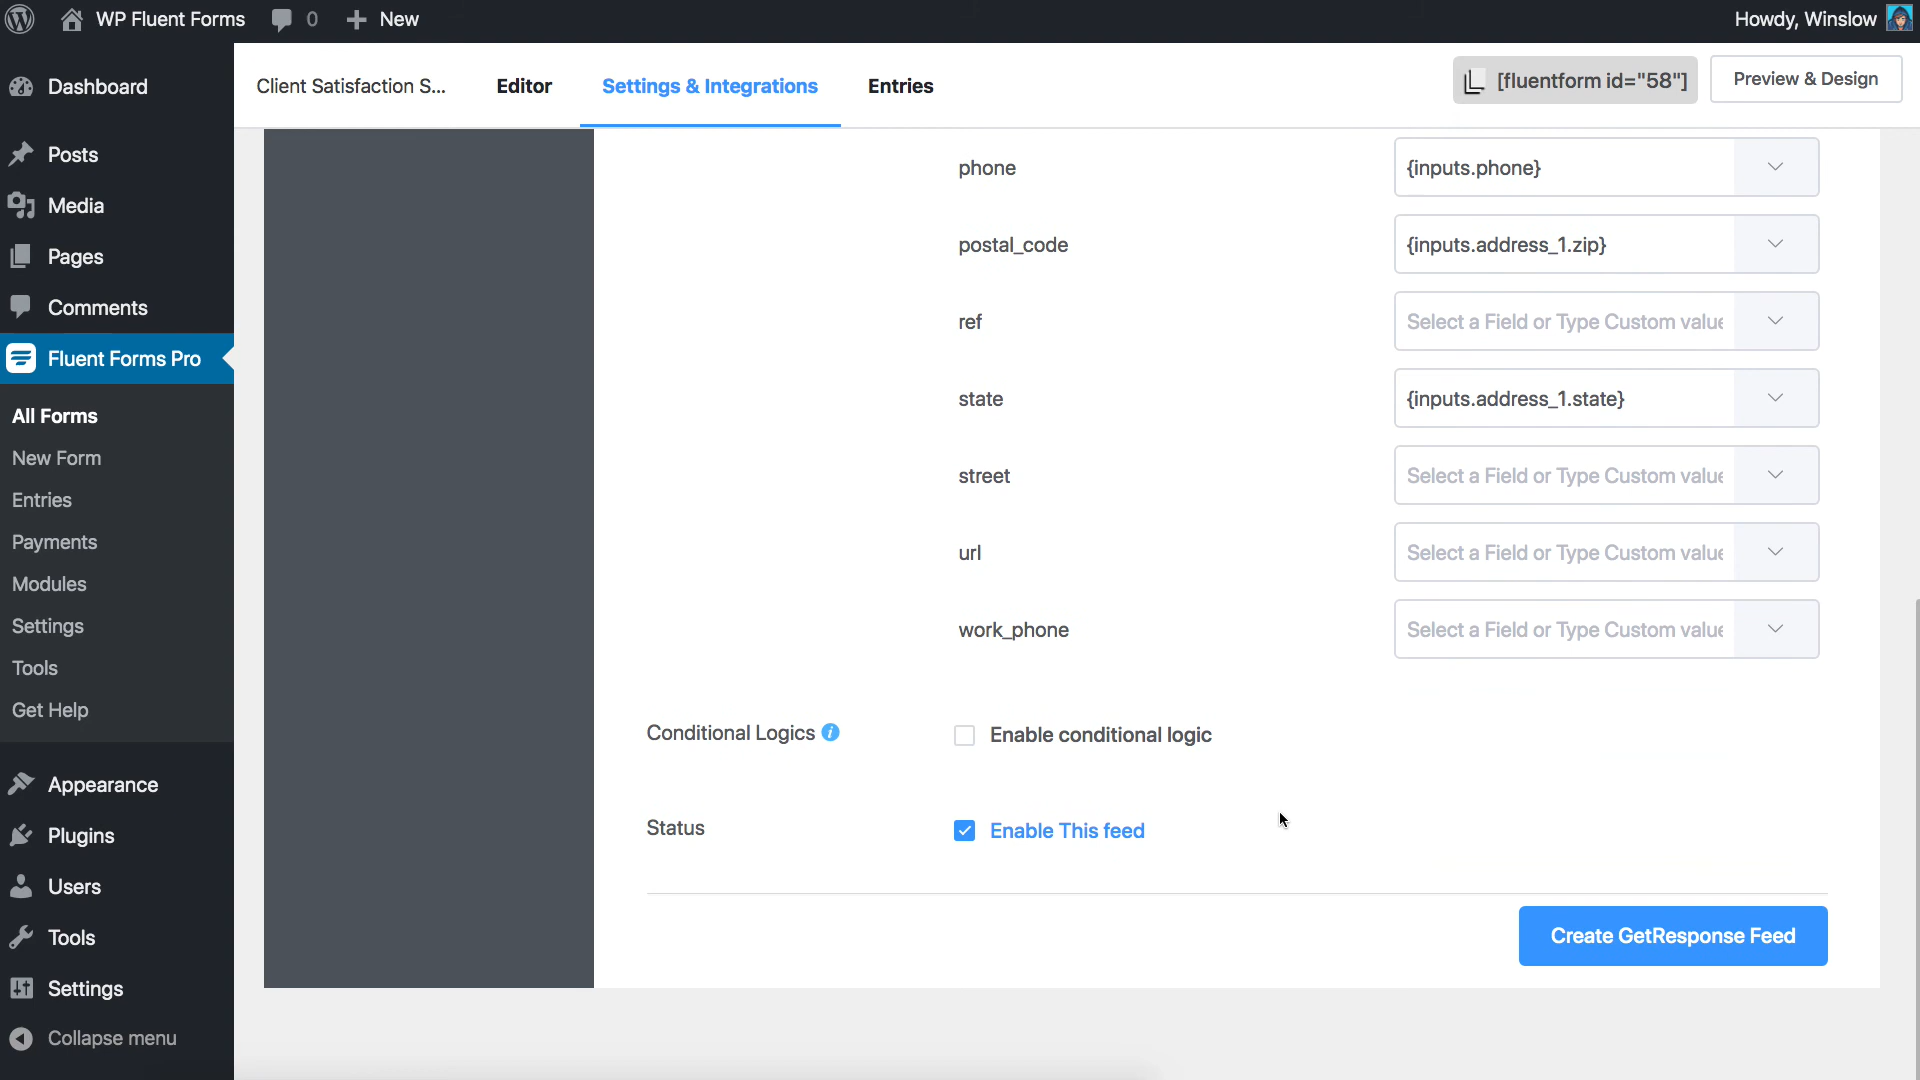 WP Fluent Forms
0
New
Howdy, Winslow
Dashboard
Posts
Media
Pages
Comments
Fluent Forms Pro
All Forms
New Form
Entries
Payments
Modules
Settings
Tools
Get Help
Appearance
Plugins
Users
Tools
Settings
Collapse menu
Client Satisfaction S...
Editor
Settings & Integrations
Entries
[fluentform id="58"]
Preview & Design
phone
{inputs.phone}
postal_code
{inputs.address_1.zip}
ref
Select a Field or Type Custom value
state
{inputs.address_1.state}
street
Select a Field or Type Custom value
url
Select a Field or Type Custom value
work_phone
Select a Field or Type Custom value
Conditional Logics
Enable conditional logic
Status
Enable This feed
Create GetResponse Feed